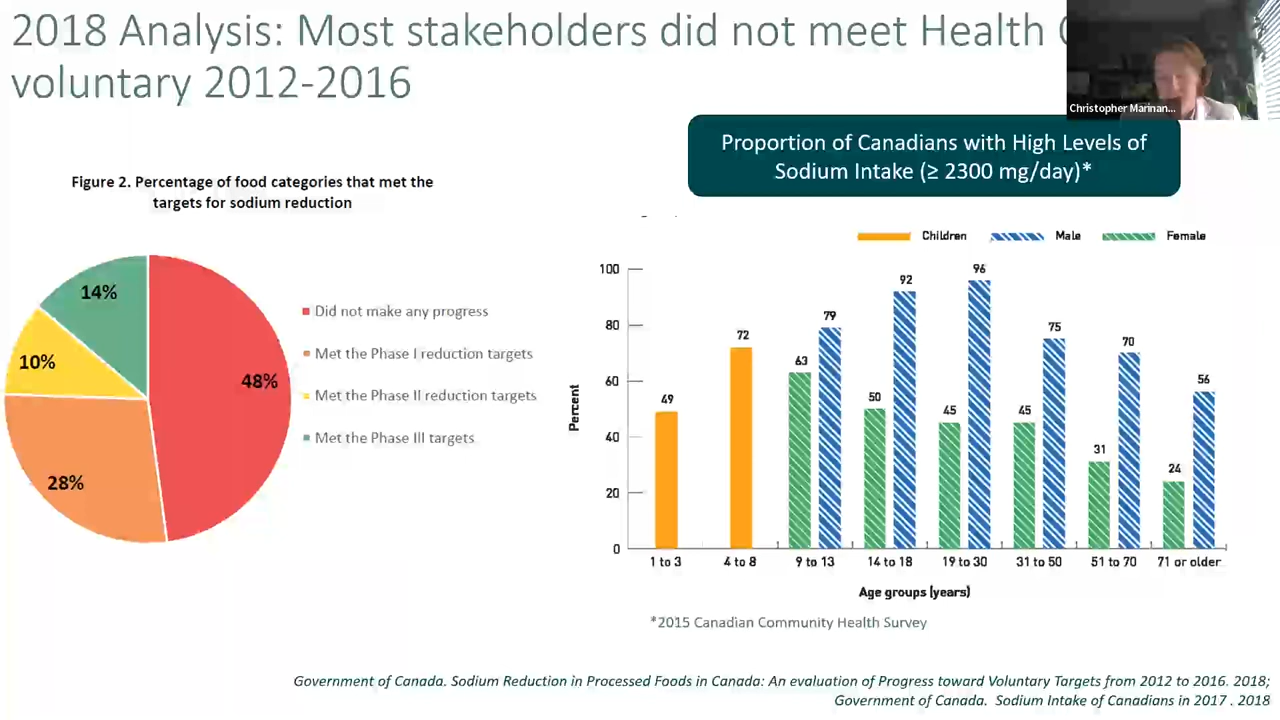 2018 Analysis: Most stakeholders did not meet Health
voluntary 2012-2016
Christopher Marinan...
Proportion of Canadians with High Levels of
Sodium Intake (≥ 2300 mg/day)*
Figure 2. Percentage of food categories that met the
targets for sodium reduction
14%
10%
48%
28%
Did not make any progress
Met the Phase I reduction targets
Met the Phase II reduction targets
Met the Phase III targets
Children
Male
Female
Percent
100
80
60
40
20
0
49
72
63
79
50
92
45
96
45
75
31
70
24
56
1 to 3
4 to 8
9 to 13
14 to 18
19 to 30
31 to 50
51 to 70
71 or older
Age groups (years)
*2015 Canadian Community Health Survey
Government of Canada. Sodium Reduction in Processed Foods in Canada: An evaluation of Progress toward Voluntary Targets from 2012 to 2016. 2018;
Government of Canada. Sodium Intake of Canadians in 2017 . 2018